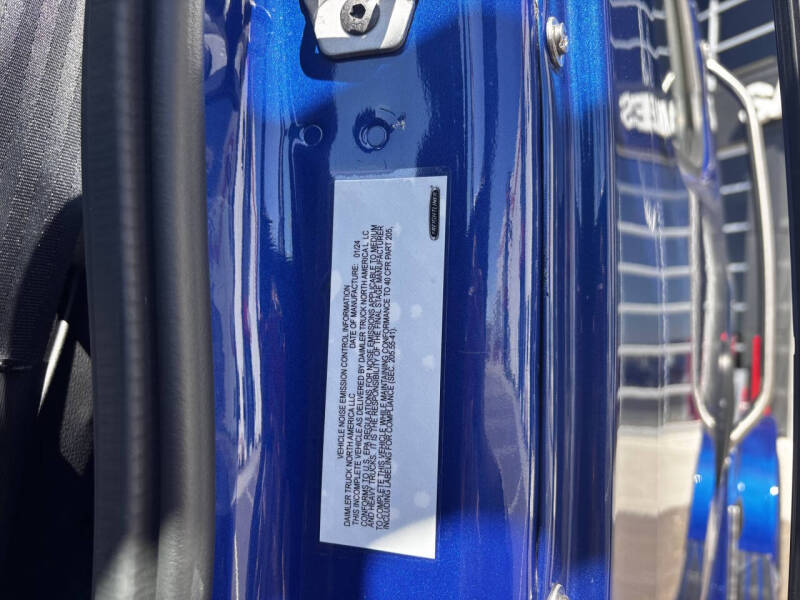 VEHICLE NOISE EMISSION CONTROL INFORMATION
DAIMLER TRUCK NORTH AMERICA LLC DATE OF MANUFACTURE: 01/24
THIS INCOMPLETE VEHICLE AS DELIVERED BY DAIMLER TRUCK NORTH AMERICA L LC
CONFORMS TO U.S. EPA REGULATIONS FOR NOISE EMISSIONS APPLICABLE TO MEDIUM
AND HEAVY TRUCKS. IT IS THE RESPONSIBILITY OF THE FINAL STAGE MANUFACTURER
TO COMPLETE THIS VEHICLE WHILE MAINTAINING CONFORMANCE TO 40 CFR PART 205,
INCLUDING LABELING FOR COMPLIANCE (SEC. 205.55-41).
FREIGHTLINER